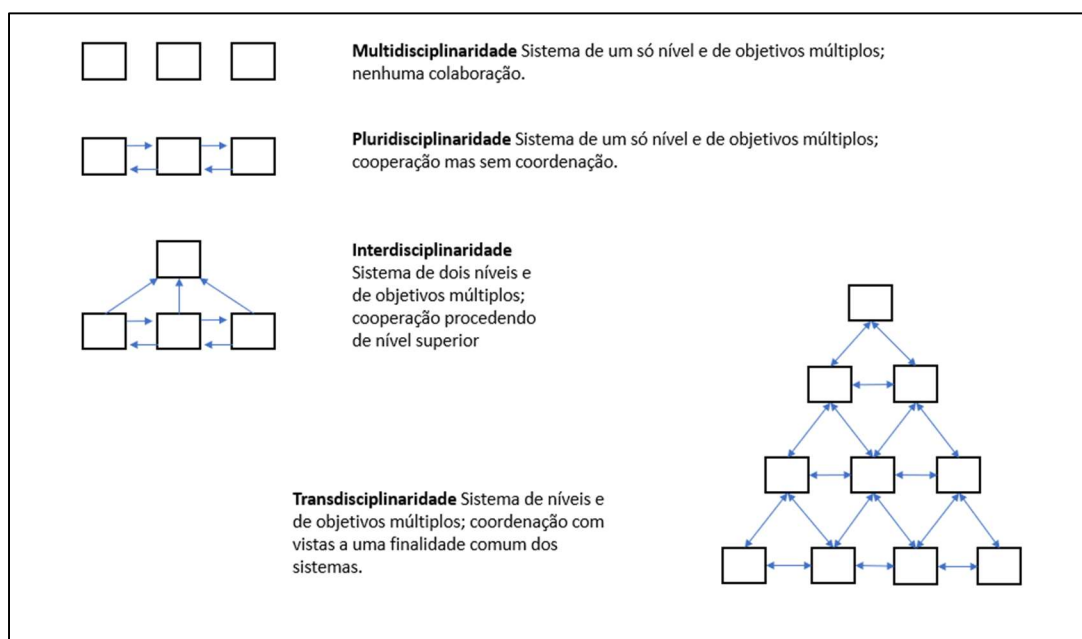 Multidisciplinaridade Sistema de um só nível e de objetivos múltiplos;
nenhuma colaboração.
Pluridisciplinaridade Sistema de um só nível e de objetivos múltiplos;
cooperação mas sem coordenação.
Interdisciplinaridade
Sistema de dois níveis e
de objetivos múltiplos;
cooperação procedendo
de nível superior
Transdisciplinaridade Sistema de níveis e
de objetivos múltiplos; coordenação com
vistas a uma finalidade comum dos
sistemas.